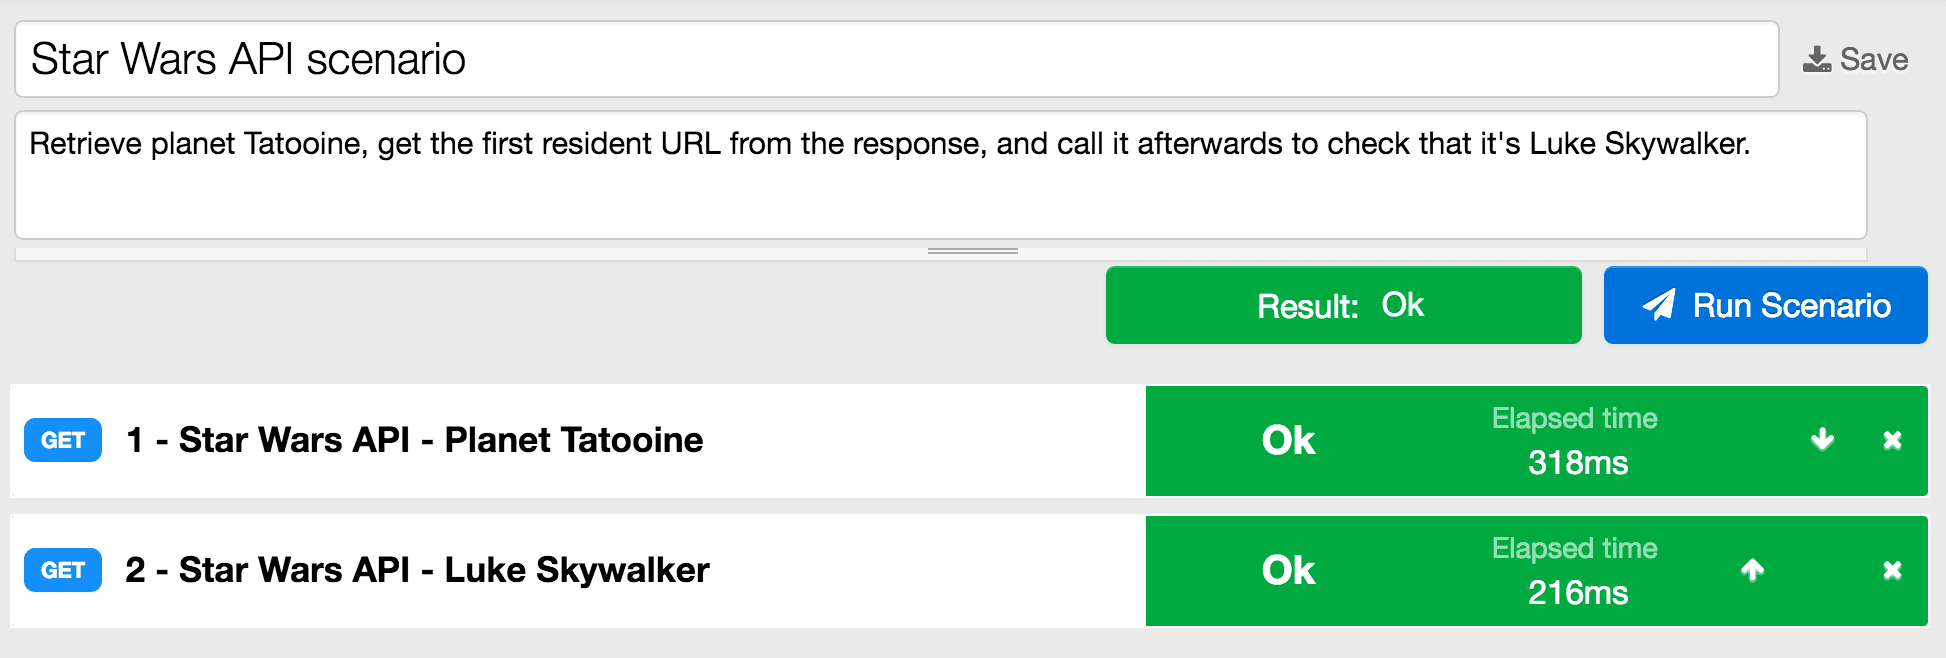 Star Wars API scenario
Save
Retrieve planet Tatooine, get the first resident URL from the response, and call it afterwards to check that it's Luke Skywalker.
Result: Ok
Run Scenario
GET 1 - Star Wars API - Planet Tatooine Ok Elapsed time
318ms
GET 2 - Star Wars API - Luke Skywalker Ok Elapsed time
216ms